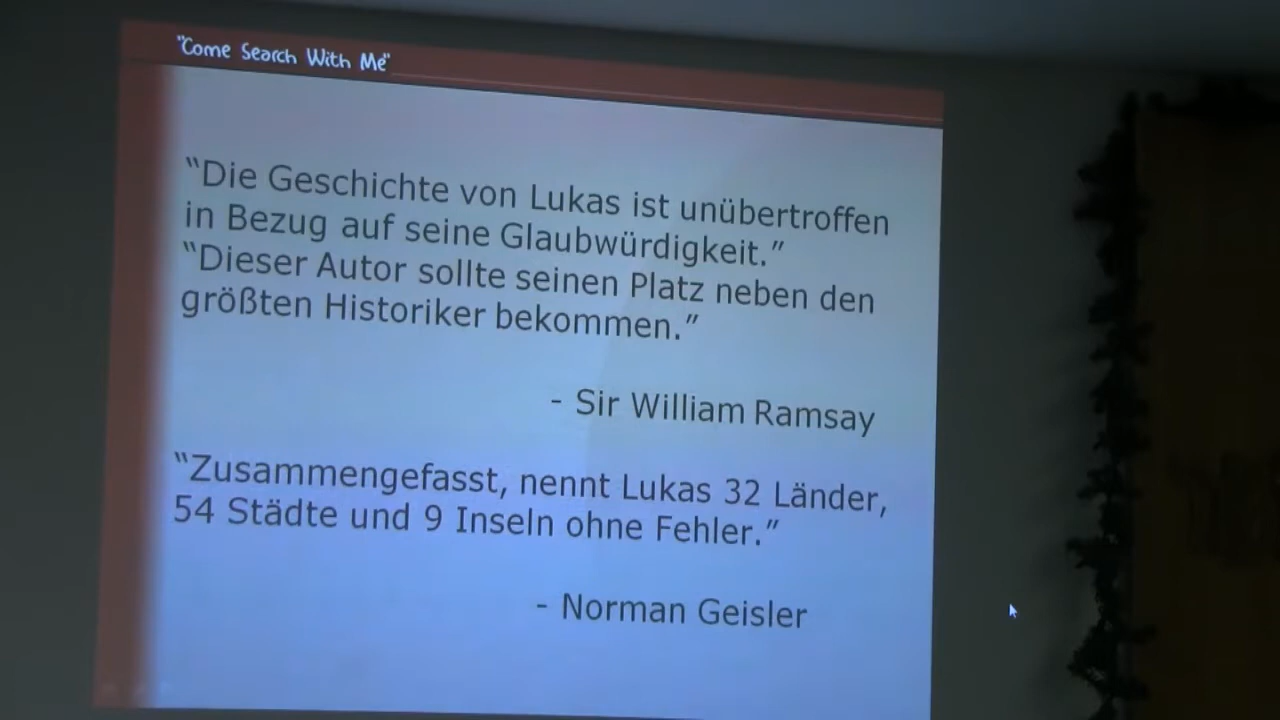 "Come Search With Me"
“Die Geschichte von Lukas ist unübertroffen
in Bezug auf seine Glaubwürdigkeit.”
“Dieser Autor sollte seinen Platz neben den
größten Historiker bekommen.”
- Sir William Ramsay
“Zusammengefasst, nennt Lukas 32 Länder,
54 Städte und 9 Inseln ohne Fehler.”
- Norman Geisler